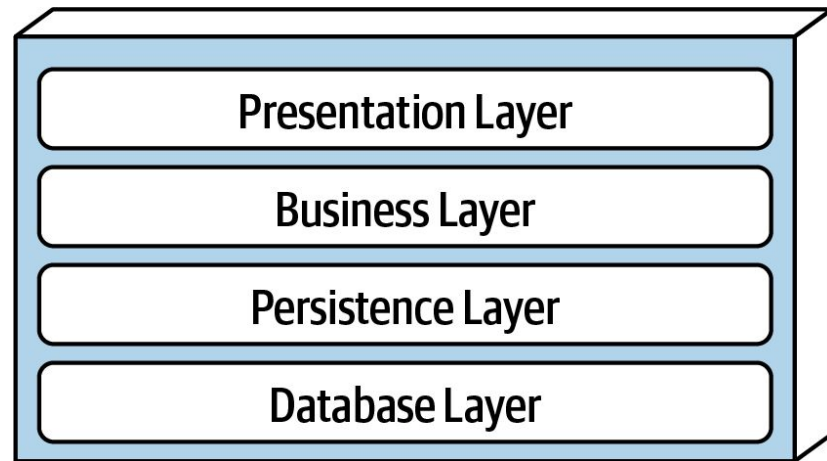 Presentation Layer
Business Layer
Persistence Layer
Database Layer